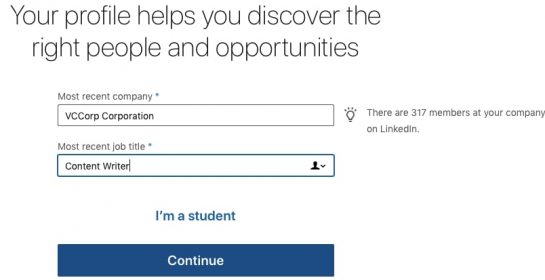 Your profile helps you discover the
right people and opportunities
Most recent company *
VCCorp Corporation
There are 317 members at your company
on LinkedIn.
Most recent job title *
Content Writer
I'm a student
Continue